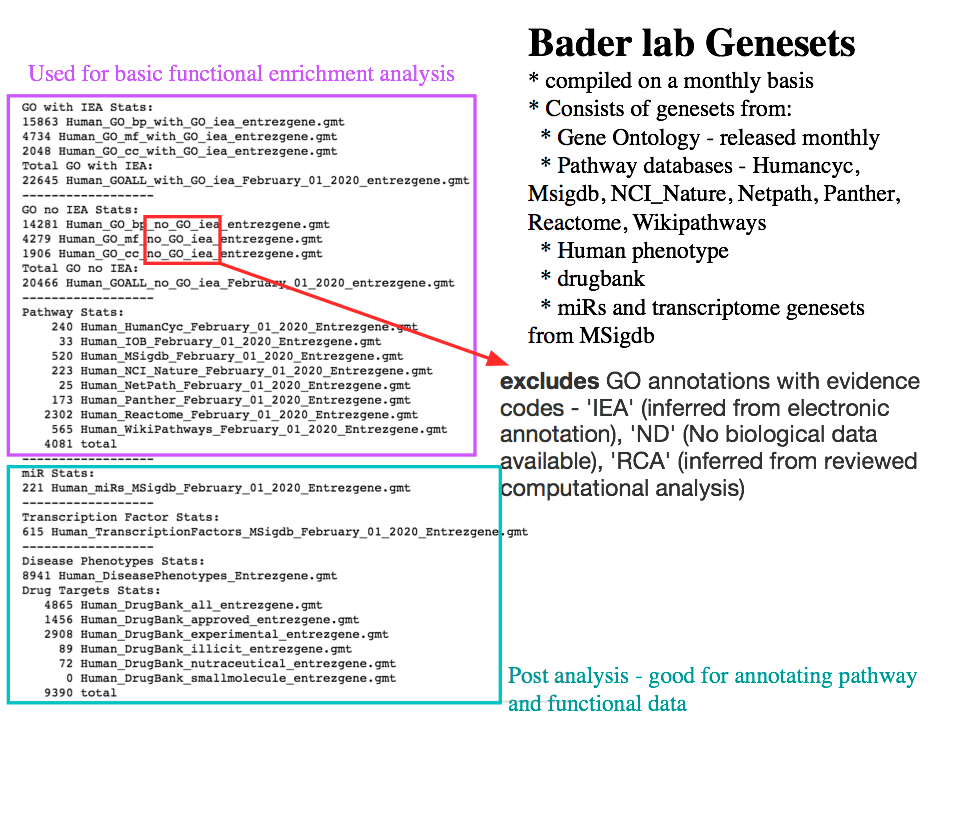 Bader lab Genesets
* compiled on a monthly basis
* Consists of genesets from:
* Gene Ontology - released monthly
* Pathway databases - Humancyc,
Msigdb, NCI_Nature, Netpath, Panther,
Reactome, Wikipathways
* Human phenotype
* drugbank
* miRs and transcriptome genesets
from MSigdb
Used for basic functional enrichment analysis
GO with IEA Stats:
15863 Human_GO_bp_with_GO_iea_entrezgene.gmt
4734 Human_GO_mf_with_GO_iea_entrezgene.gmt
2048 Human_GO_cc_with_GO_iea_entrezgene.gmt
Total GO with IEA:
22645 Human_GOALL_with_GO_iea_February_01_2020_entrezgene.gmt
------------------
GO no IEA Stats:
14281 Human_GO_bp_no_GO_iea_entrezgene.gmt
4279 Human_GO_mf_no_GO_iea_entrezgene.gmt
1906 Human_GO_cc_no_GO_iea_entrezgene.gmt
Total GO no IEA:
20466 Human_GOALL_no_GO_iea_February_01_2020_entrezgene.gmt
------------------
Pathway Stats:
240 Human_HumanCyc_February_01_2020_Entrezgene.gmt
33 Human_IOB_February_01_2020_Entrezgene.gmt
520 Human_MSigdb_February_01_2020_Entrezgene.gmt
223 Human_NCI_Nature_February_01_2020_Entrezgene.gmt
25 Human_NetPath_February_01_2020_Entrezgene.gmt
173 Human_Panther_February_01_2020_Entrezgene.gmt
2302 Human_Reactome_February_01_2020_Entrezgene.gmt
565 Human_WikiPathways_February_01_2020_Entrezgene.gmt
4081 total
------------------
excludes GO annotations with evidence
codes - 'IEA' (inferred from electronic
annotation), 'ND' (No biological data
available), 'RCA' (inferred from reviewed
computational analysis)
miR Stats:
221 Human_miRs_MSigdb_February_01_2020_Entrezgene.gmt
------------------
Transcription Factor Stats:
615 Human_TranscriptionFactors_MSigdb_February_01_2020_Entrezgene.gmt
------------------
Disease Phenotypes Stats:
8941 Human_DiseasePhenotypes_Entrezgene.gmt
Drug Targets Stats:
4865 Human_DrugBank_all_entrezgene.gmt
1456 Human_DrugBank_approved_entrezgene.gmt
2908 Human_DrugBank_experimental_entrezgene.gmt
89 Human_DrugBank_illicit_entrezgene.gmt
72 Human_DrugBank_nutraceutical_entrezgene.gmt
0 Human_DrugBank_smallmolecule_entrezgene.gmt
9390 total
Post analysis - good for annotating pathway
and functional data